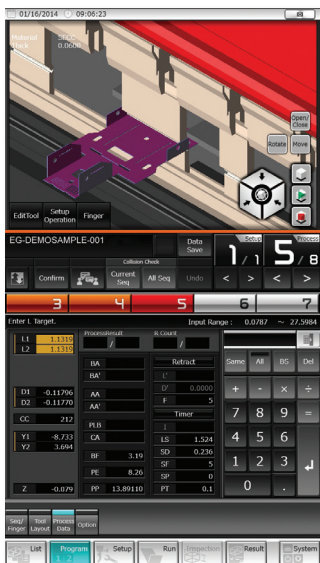 01/16/2014 09:06:23
Material SECC
Thick 0.0600
Open/
Close
Rotate Move
EditTool Setup
Operation Finger
EG-DEMOSAMPLE-001
Data
Save
Setup Process
1 / 1 5 / 8
Collision Check
Confirm Current
Seq All Seq Undo < > < >
3 4 5 6 7
Enter L Target. Input Range : 0.0787 ~ 27.5984
L1 1.1319
L2 1.1319
D1 -0.11796
D2 -0.11770
CC 212
Y1 -8.733
Y2 3.694
Z -0.079
ProcessResult
/
BA
BA'
AA
AA'
PLB
CA
BF 3.19
PE 8.26
PP 13.89110
R Count
/
Retract
L'
D' 0.0000
F 5
Timer
T
LS 1.524
SD 0.236
SF 5
SP 0
PT 0.1
Same All BS Del
+ - × ÷
7 8 9 =
4 5 6
1 2 3
0 .
Seq/
Finger Tool
Layout Process
Data Option
List Program
1 - 2 Setup Run Inspection Result System